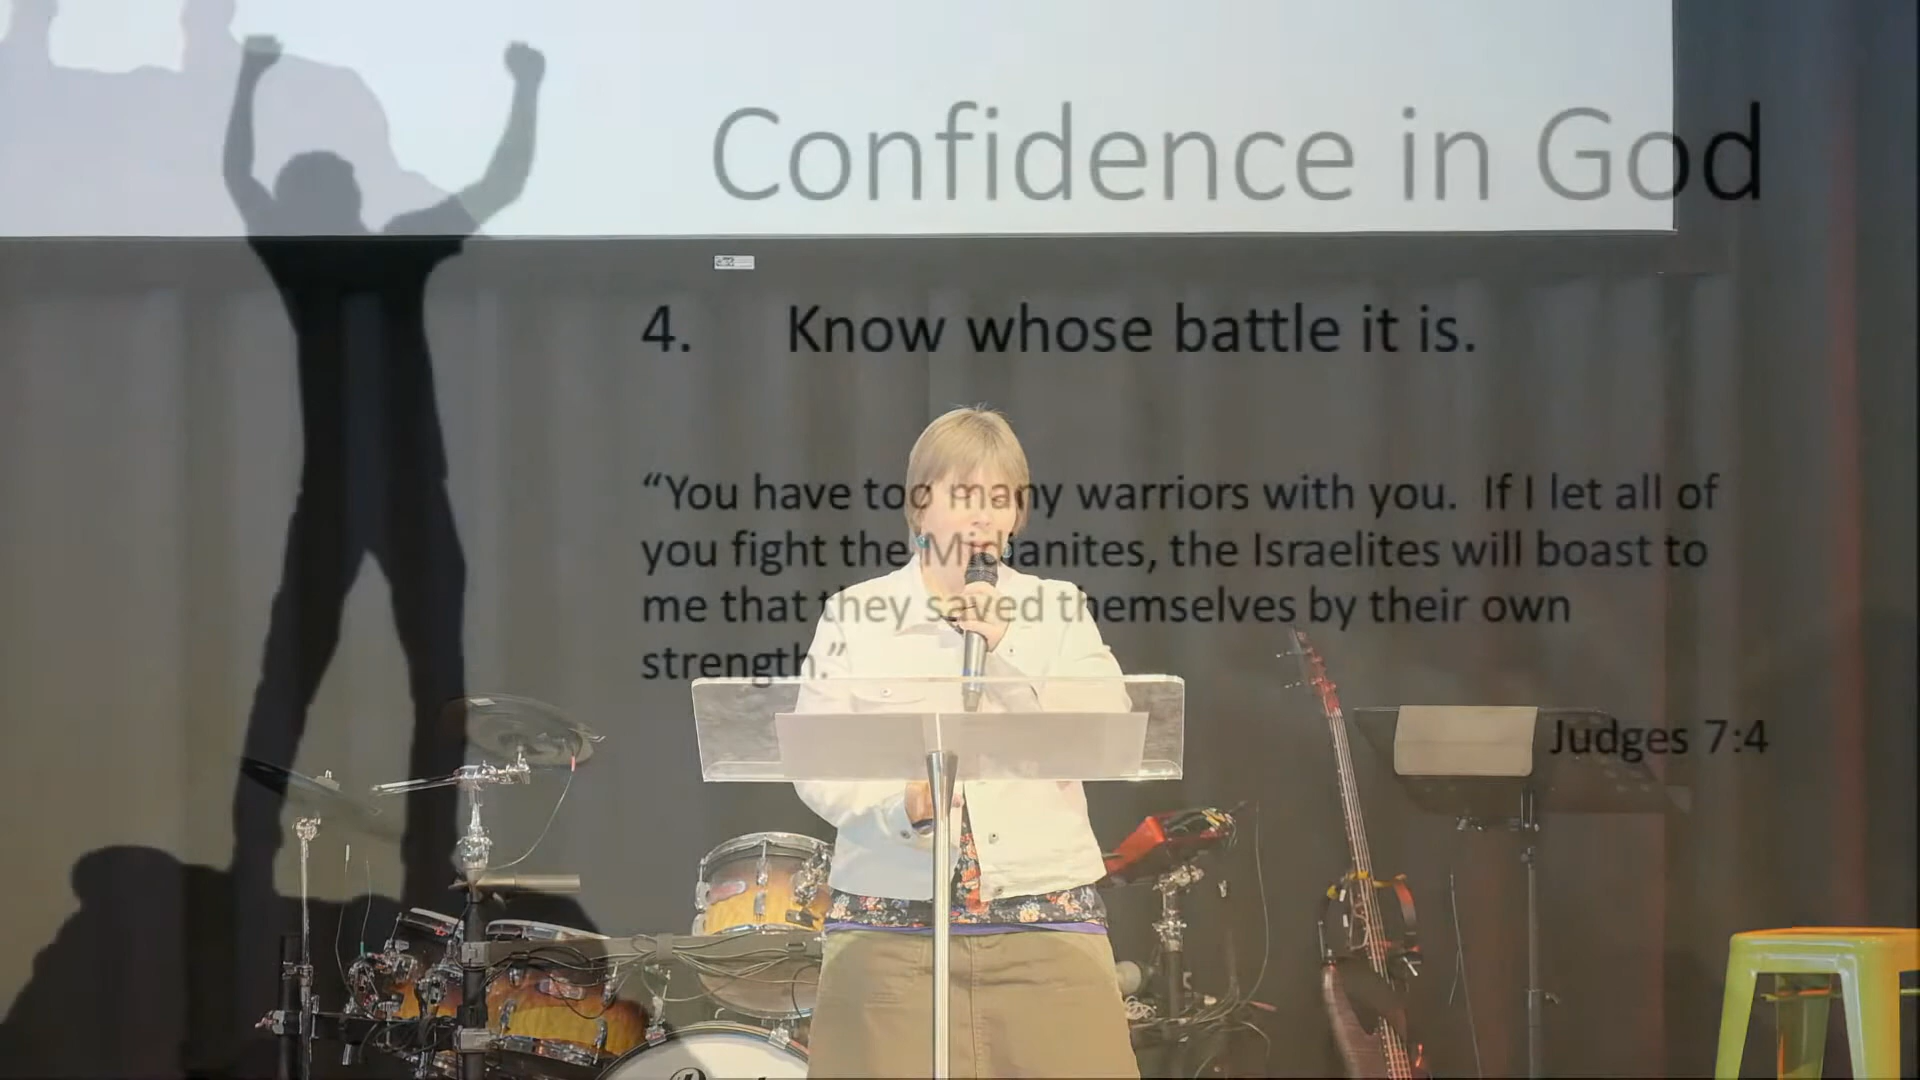 Confidence in God
4. Know whose battle it is.
“You have too many warriors with you. If I let all of
you fight the Midianites, the Israelites will boast to
me that they saved themselves by their own
strength.”
Judges 7:4